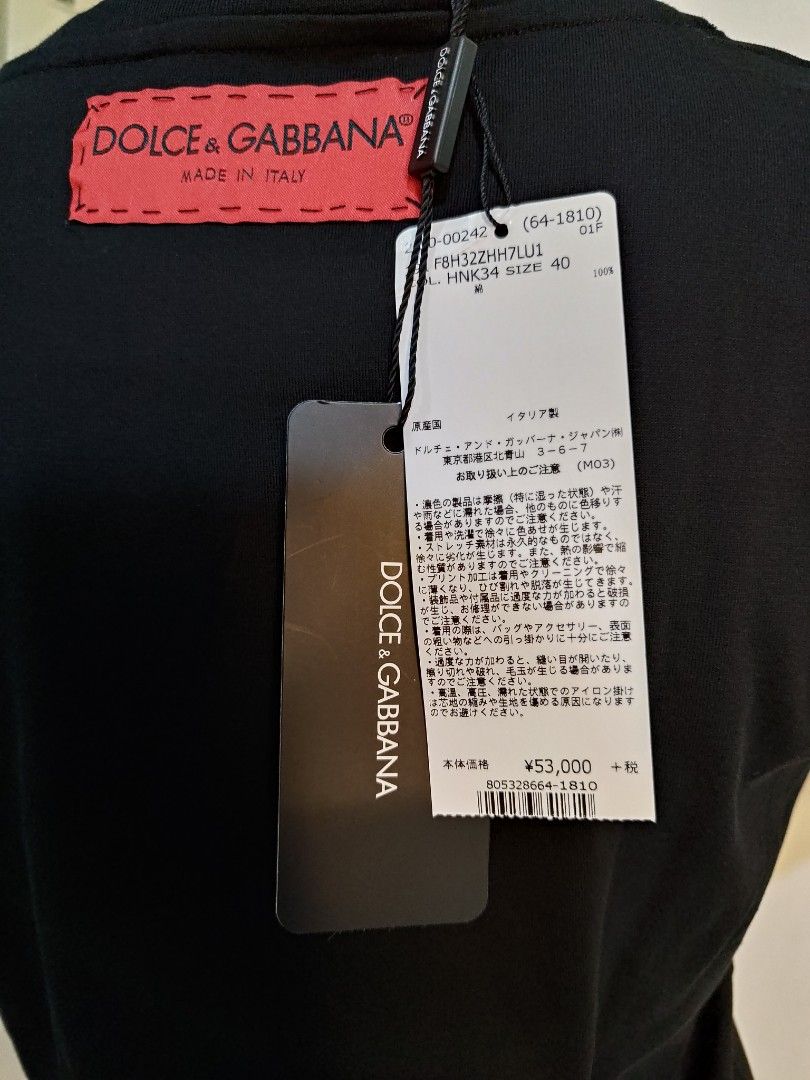 DOLCE & GABBANA®
MADE IN ITALY
DOLCE & GABBANA
0-00242 (64-1810)
01F
F8H32ZHH7LU1
HNK34 SIZE 40
綿 100%
原産国 イタリア製
ドルチェ・アンド・ガッバーナ・ジャパン㈱
東京都港区北青山 3-6-7
お取り扱い上のご注意 (M03)
・濃色の製品は摩擦(特に湿った状態)や汗
や雨などに濡れた場合、他のものに色移りす
る場合がありますのでご注意ください。
・着用や洗濯で徐々に色あせが生じます。
・ストレッチ素材は永久的なものではなく、
徐々に劣化が生じます。また、熱の影響で縮
む性質がありますのでご注意ください。
・プリント加工は着用やクリーニングで徐々
に薄くなり、ひび割れや脱落が生じてきます。
・装飾品や付属品に過度な力が加わると破損
が生じ、お修理ができない場合がありますの
でご注意ください。
・着用の際は、バッグやアクセサリー、表面
の粗い物などへの引っ掛かりに十分にご注意
ください。
・過度な力が加わると、縫い目が開いたり、
擦り切れや破れ、毛玉が生じる場合がありま
すのでご注意ください。
・高温、高圧、濡れた状態でのアイロン掛け
は芯地の縮みや生地を傷める原因になります
のでお避けください。
本体価格 ¥53,000 +税
805328664-1810
DOLCE & GABBANA